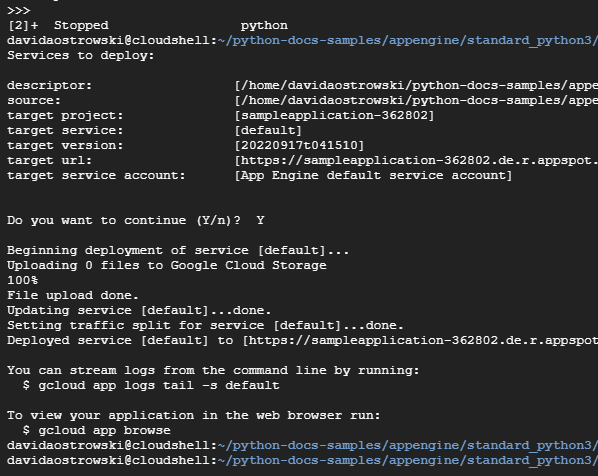 >>>
[2]+  Stopped                 python
davidaostrowski@cloudshell:~/python-docs-samples/appengine/standard_python3/
Services to deploy:
descriptor:                  [/home/davidaostrowski/python-docs-samples/appe
source:                      [/home/davidaostrowski/python-docs-samples/appe
target project:              [sampleapplication-362802]
target service:              [default]
target version:              [20220917t041510]
target url:                  [https://sampleapplication-362802.de.r.appspot.
target service account:      [App Engine default service account]
Do you want to continue (Y/n)?  Y
Beginning deployment of service [default]...
Uploading 0 files to Google Cloud Storage
100%
File upload done.
Updating service [default]...done.
Setting traffic split for service [default]...done.
Deployed service [default] to [https://sampleapplication-362802.de.r.appspot
You can stream logs from the command line by running:
  $ gcloud app logs tail -s default
To view your application in the web browser run:
  $ gcloud app browse
davidaostrowski@cloudshell:~/python-docs-samples/appengine/standard_python3/
davidaostrowski@cloudshell:~/python-docs-samples/appengine/standard_python3/